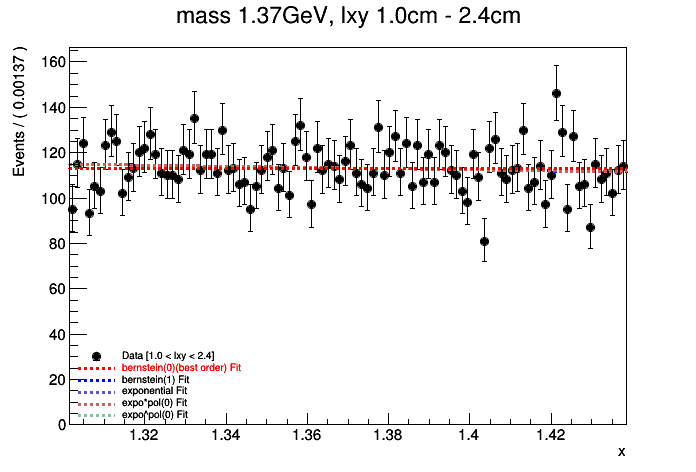 mass 1.37GeV, lxy 1.0cm - 2.4cm
Events / ( 0.00137 )
160
140
120
100
80
60
40
20
0
Data [1.0 < lxy < 2.4]
bernstein(0)(best order) Fit
bernstein(1) Fit
exponential Fit
expo*pol(0) Fit
expo^pol(0) Fit
1.32
1.34
1.36
1.38
1.4
1.42
x